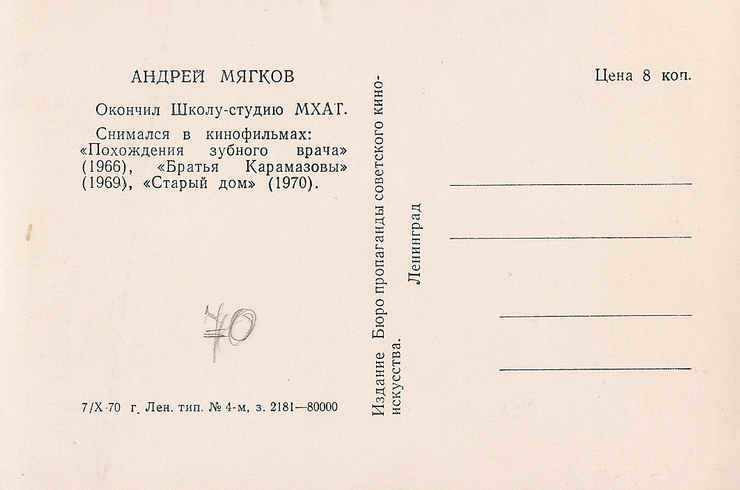 АНДРЕЙ МЯГКОВ
Окончил Школу-студию МХАТ.
Снимался в кинофильмах:
«Похождения зубного врача»
(1966), «Братья Карамазовы»
(1969), «Старый дом» (1970).
70
7/X-70 г. Лен. тип. № 4-м, з. 2181—80000
Издание Бюро пропаганды советского кино-
искусства.
Ленинград
Цена 8 коп.